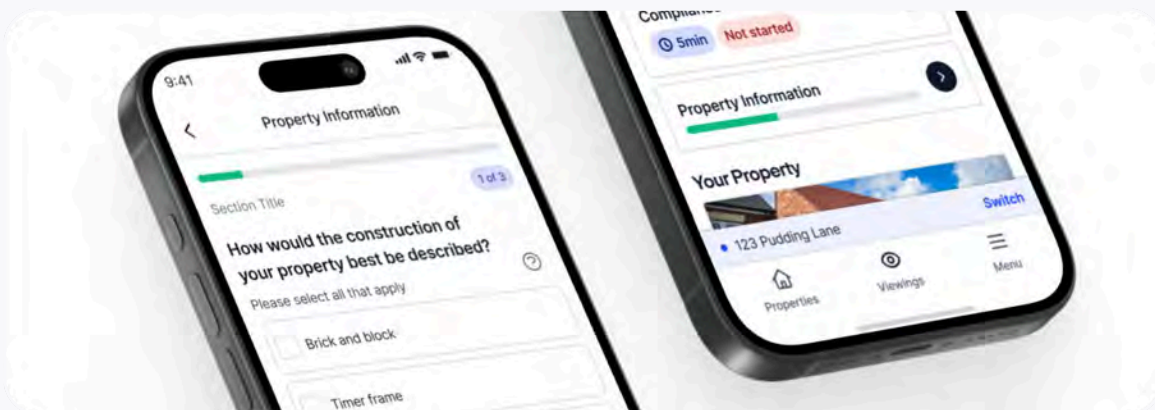 9:41
Property Information
1 of 3
Section Title
How would the construction of
your property best be described?
Please select all that apply
Brick and block
Timer frame
Compliance
5min
Not started
Property Information
Your Property
123 Pudding Lane
Switch
Properties
Viewings
Menu